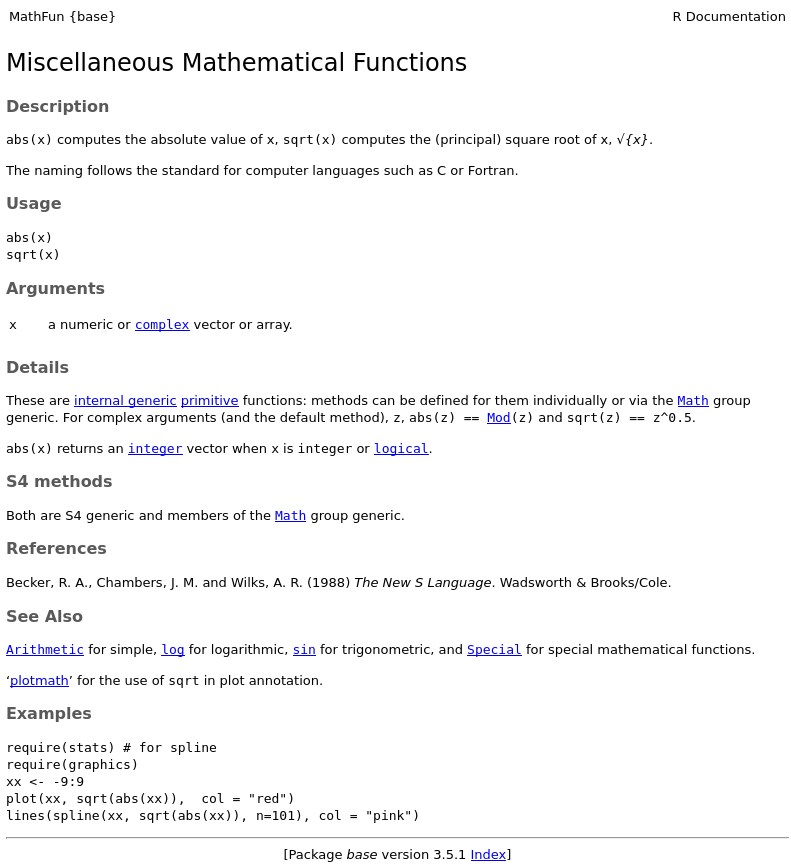 MathFun {base} R Documentation
Miscellaneous Mathematical Functions
Description
abs(x) computes the absolute value of x, sqrt(x) computes the (principal) square root of x, √{x}.
The naming follows the standard for computer languages such as C or Fortran.
Usage
abs(x)
sqrt(x)
Arguments
x a numeric or complex vector or array.
Details
These are internal generic primitive functions: methods can be defined for them individually or via the Math group
generic. For complex arguments (and the default method), z, abs(z) == Mod(z) and sqrt(z) == z^0.5.
abs(x) returns an integer vector when x is integer or logical.
S4 methods
Both are S4 generic and members of the Math group generic.
References
Becker, R. A., Chambers, J. M. and Wilks, A. R. (1988) The New S Language. Wadsworth & Brooks/Cole.
See Also
Arithmetic for simple, log for logarithmic, sin for trigonometric, and Special for special mathematical functions.
‘plotmath’ for the use of sqrt in plot annotation.
Examples
require(stats) # for spline
require(graphics)
xx <- -9:9
plot(xx, sqrt(abs(xx)),  col = "red")
lines(spline(xx, sqrt(abs(xx)), n=101), col = "pink")
[Package base version 3.5.1 Index]